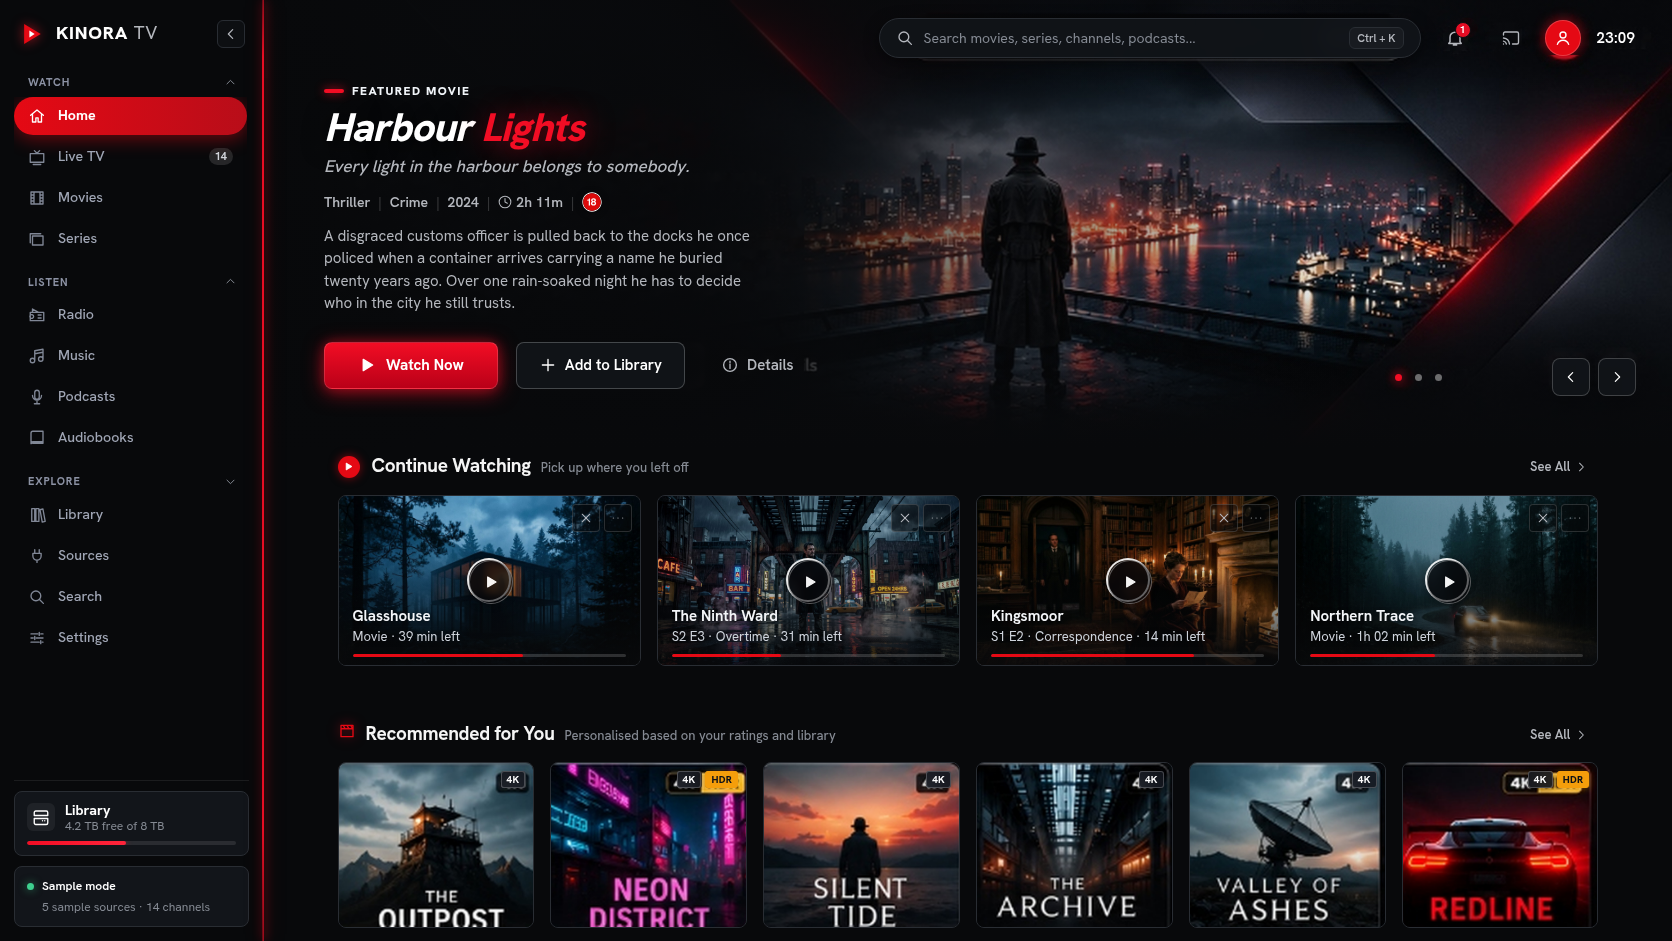 KINORA TV
Search movies, series, channels, podcasts...
Ctrl + K
1
23:09
WATCH
Home
Live TV
14
Movies
Series
LISTEN
Radio
Music
Podcasts
Audiobooks
EXPLORE
Library
Sources
Search
Settings
Library
4.2 TB free of 8 TB
Sample mode
5 sample sources · 14 channels
FEATURED MOVIE
Harbour Lights
Every light in the harbour belongs to somebody.
Thriller | Crime | 2024 | 2h 11m | 18
A disgraced customs officer is pulled back to the docks he once
policed when a container arrives carrying a name he buried
twenty years ago. Over one rain-soaked night he has to decide
who in the city he still trusts.
Watch Now
Add to Library
Details
ls
Continue Watching
Pick up where you left off
See All
CAFE
BAR
BAR
OPEN
Glasshouse
Movie · 39 min left
The Ninth Ward
S2 E3 · Overtime · 31 min left
Kingsmoor
S1 E2 · Correspondence · 14 min left
Northern Trace
Movie · 1h 02 min left
Recommended for You
Personalised based on your ratings and library
See All
4K
THE
OUTPOST
4K
HDR
NEON
DISTRICT
4K
SILENT
TIDE
4K
THE
ARCHIVE
4K
VALLEY OF
ASHES
4K
4K
HDR
REDLINE